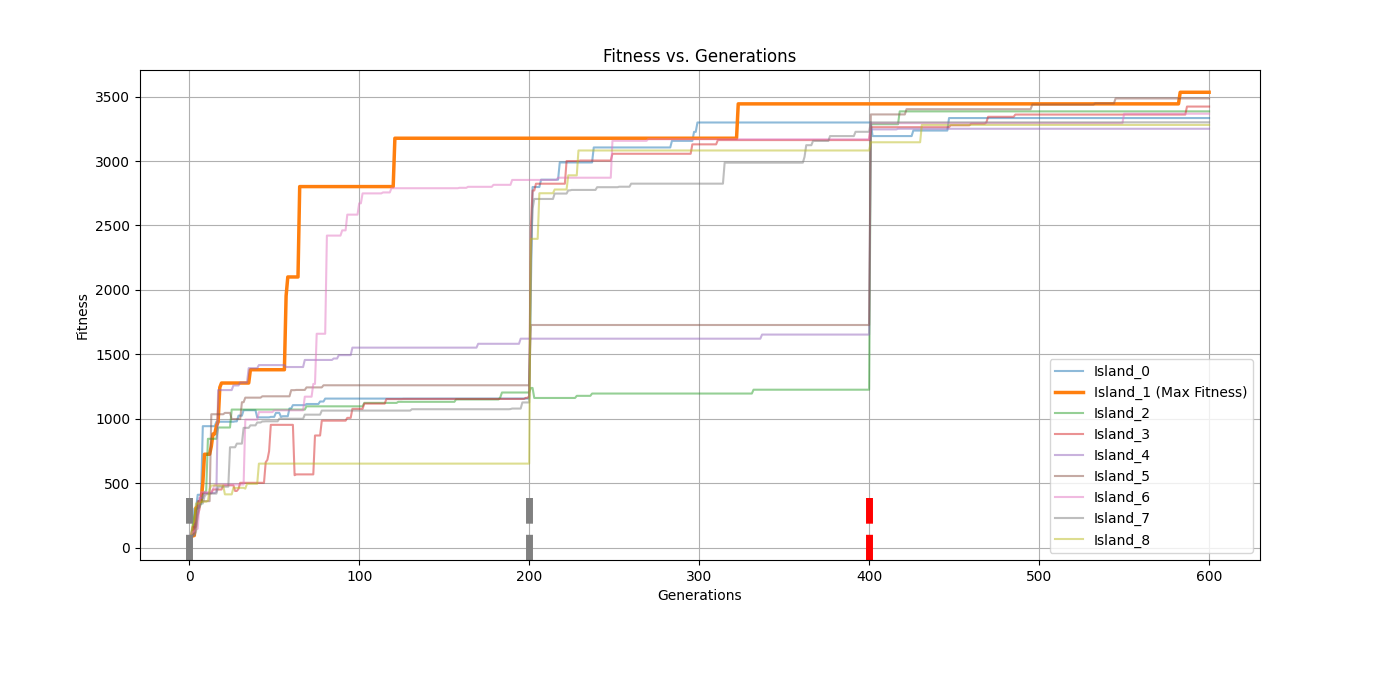 Fitness vs. Generations
Fitness
3500
3000
2500
2000
1500
1000
500
0
0 100 200 300 400 500 600
Generations
Island_0
Island_1 (Max Fitness)
Island_2
Island_3
Island_4
Island_5
Island_6
Island_7
Island_8